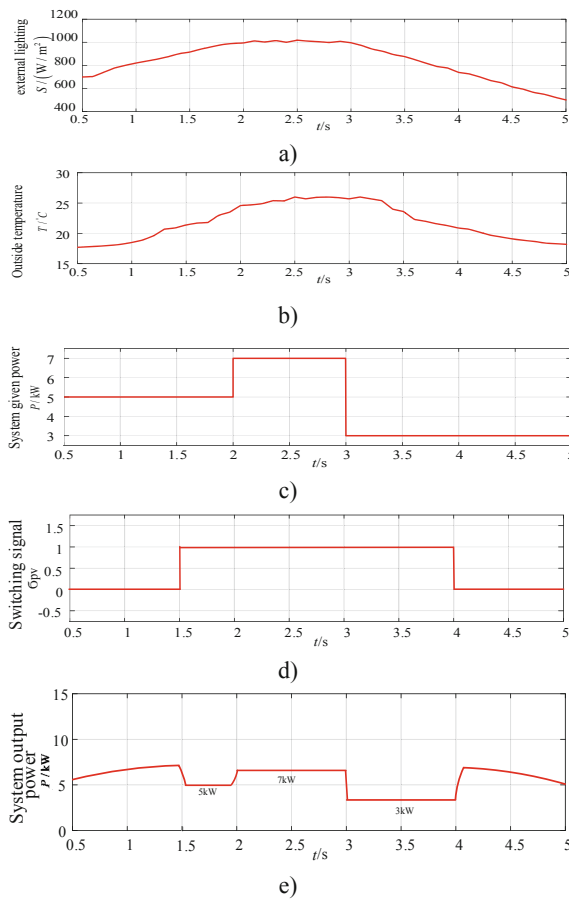 external lighting
S / (W / m²)
1200
1000
800
600
400
0.5 1 1.5 2 2.5 3 3.5 4 4.5 5
t/s
a)
Outside temperature
T / °C
30
25
20
15
0.5 1 1.5 2 2.5 3 3.5 4 4.5 5
t/s
b)
System given power
P / kW
7
6
5
4
3
0.5 1 1.5 2 2.5 3 3.5 4 4.5 5
t/s
c)
Switching signal
Gpv
1.5
1
0
-0.5
0.5 1 1.5 2 2.5 3 3.5 4 4.5 5
t/s
d)
System output
power
P / kW
15
10
5
0
5kW
7kW
3kW
0.5 1 1.5 2 2.5 3 3.5 4 4.5 5
t/s
e)